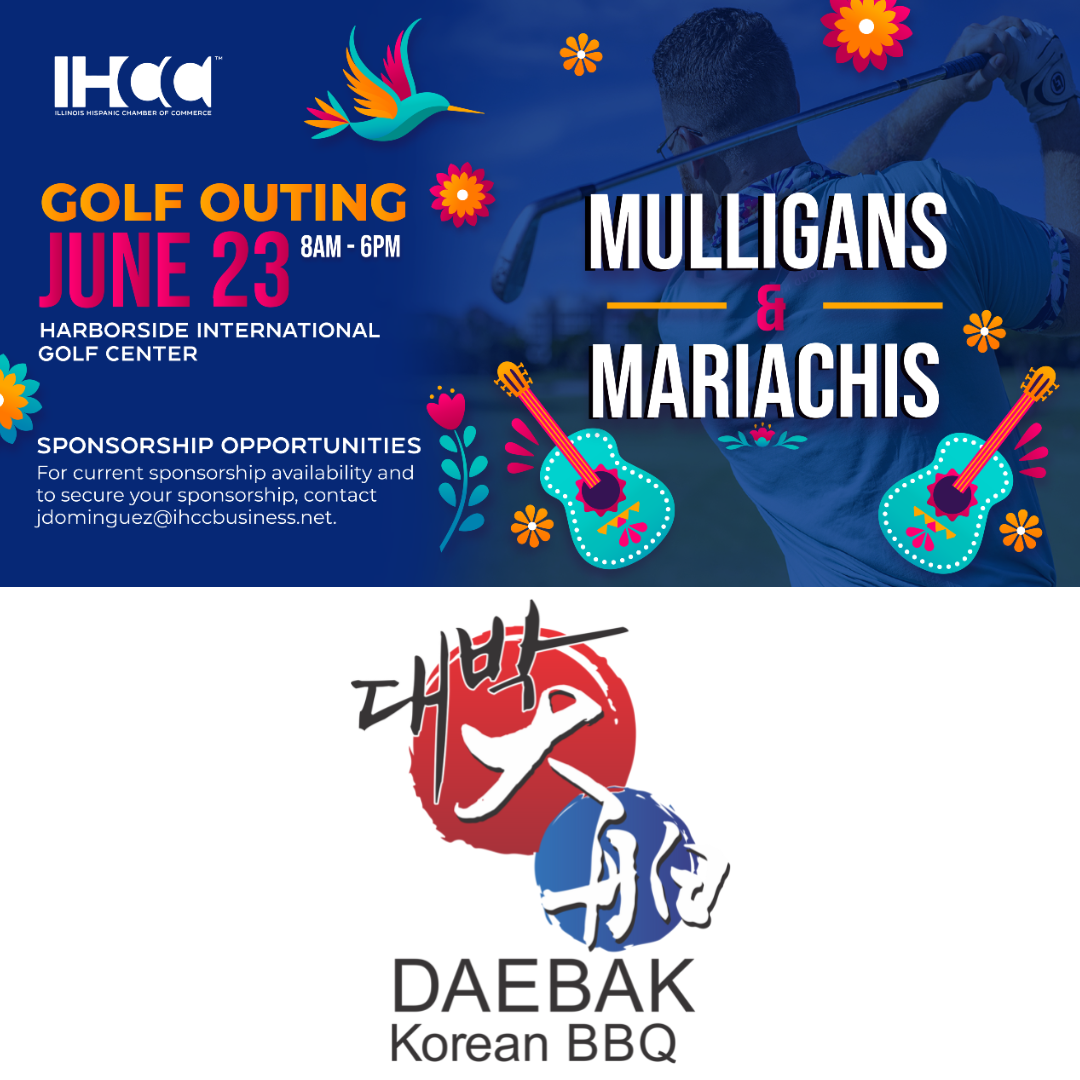 IHCC™
ILLINOIS HISPANIC CHAMBER OF COMMERCE
GOLF OUTING
JUNE 23 8AM - 6PM
HARBORSIDE INTERNATIONAL
GOLF CENTER
SPONSORSHIP OPPORTUNITIES
For current sponsorship availability and
to secure your sponsorship, contact
jdominguez@ihccbusiness.net.
MULLIGANS
&
MARIACHIS
대박
大舶
DAEBAK
Korean BBQ